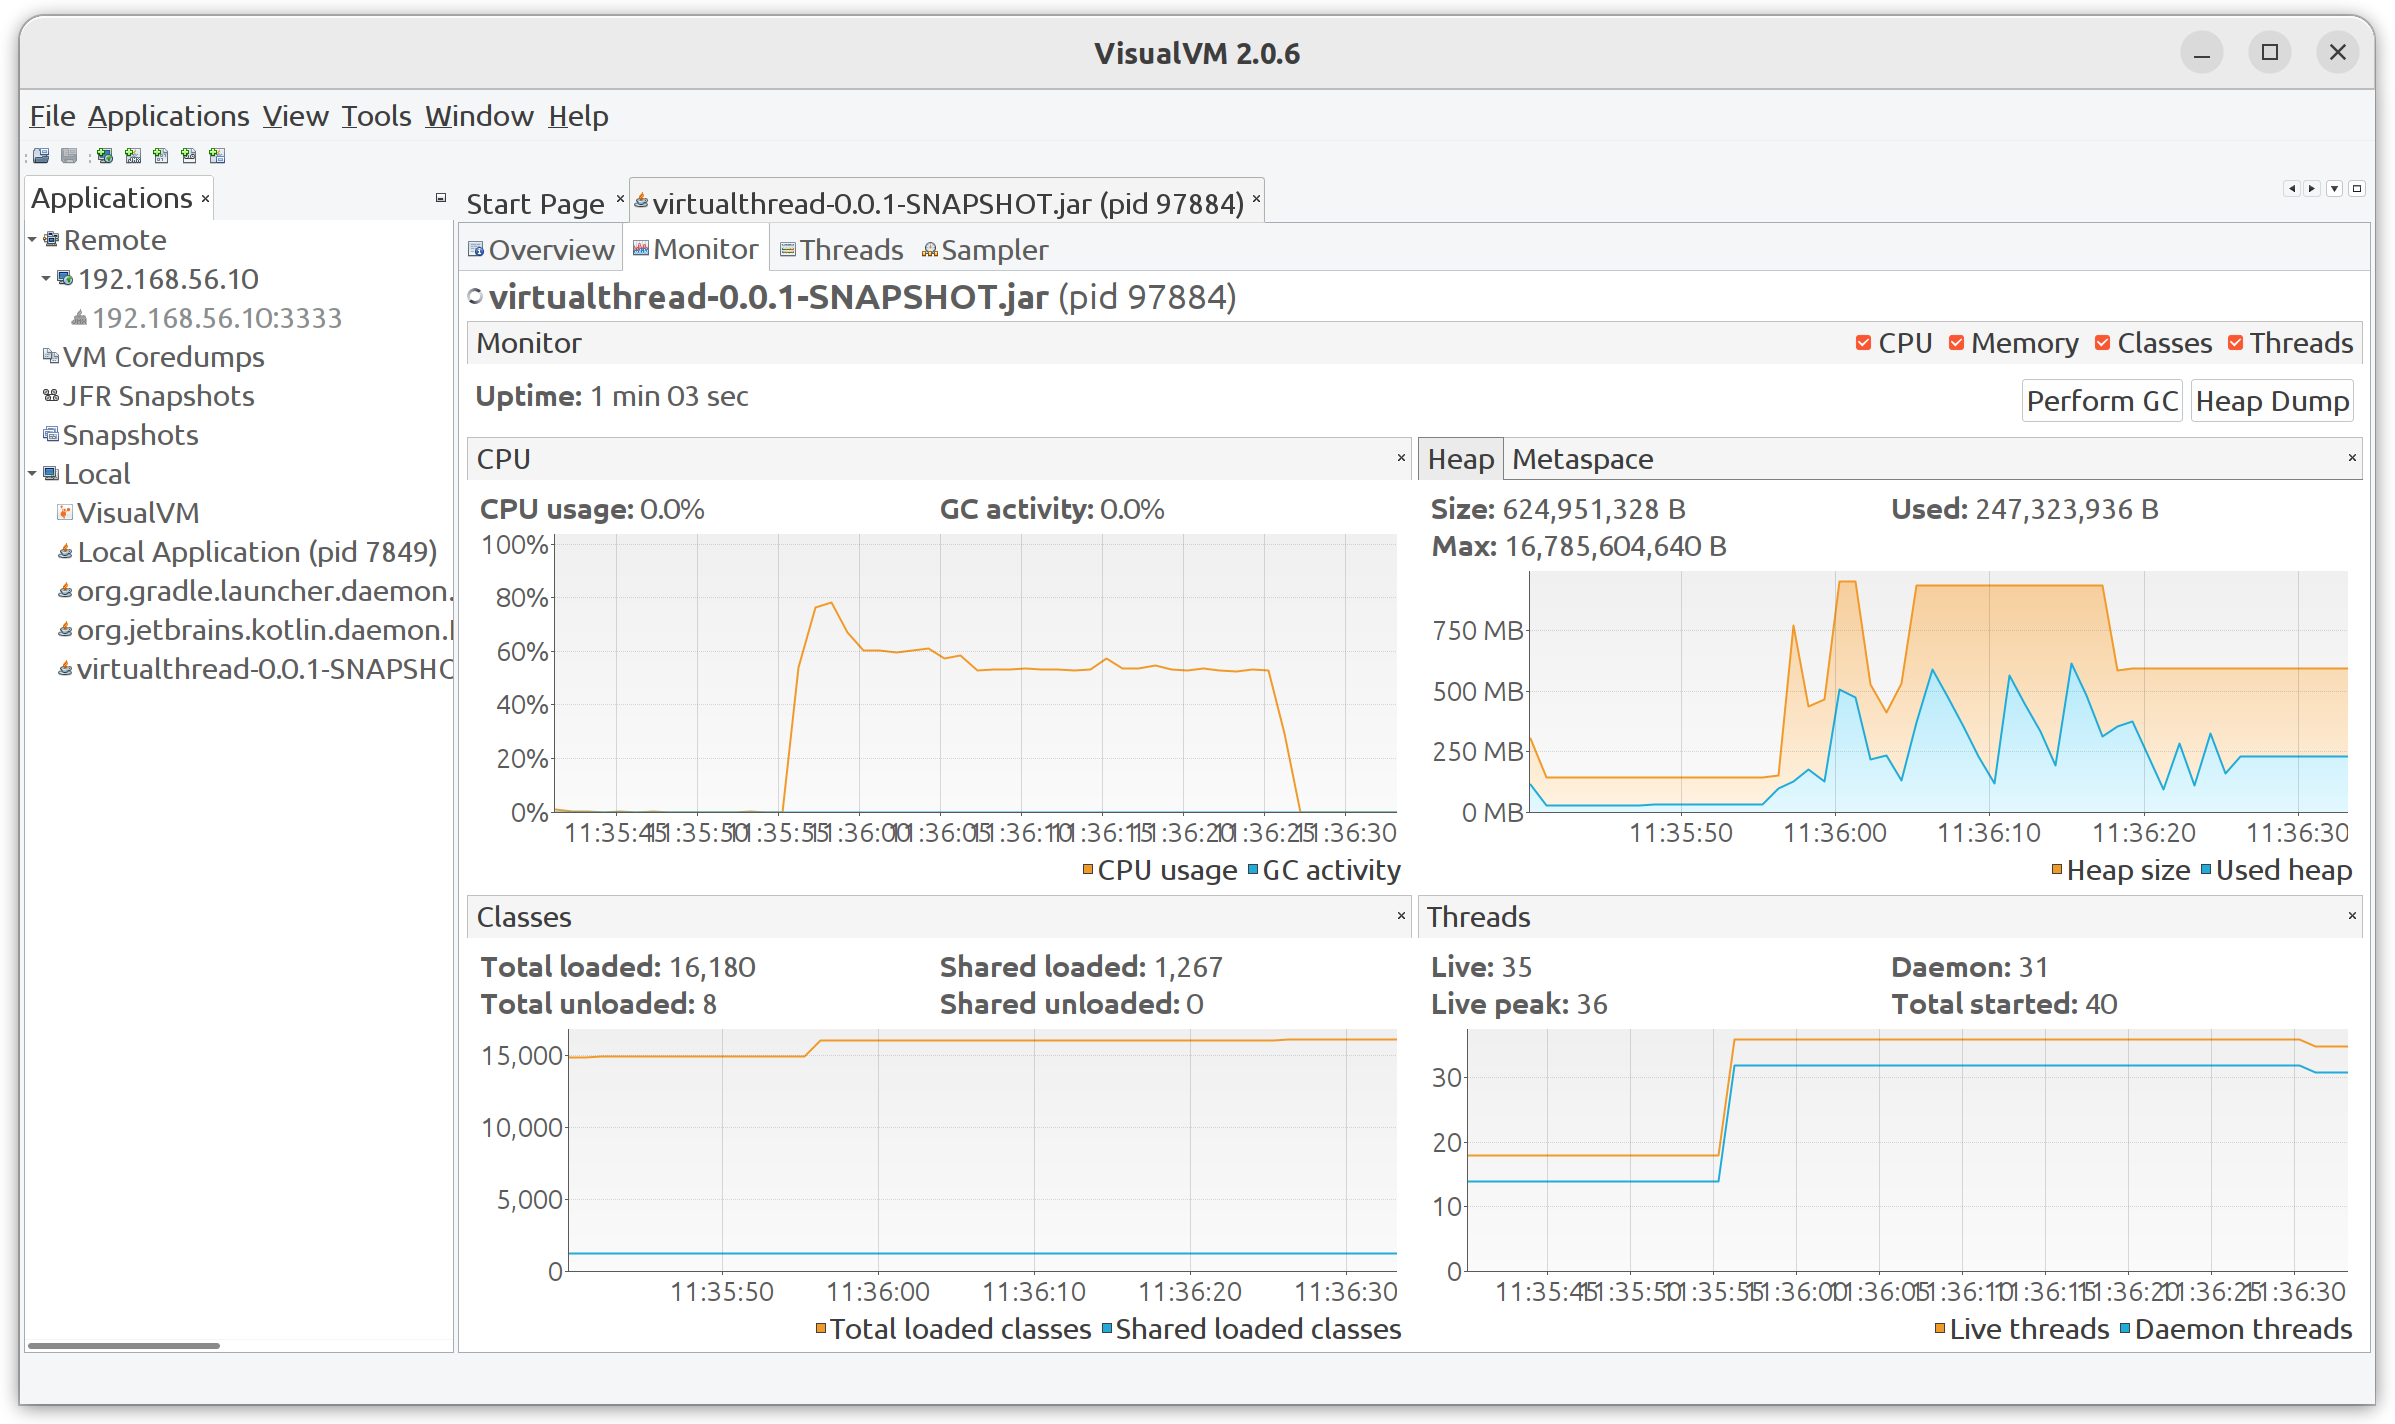 VisualVM 2.0.6
File Applications View Tools Window Help
Applications
Start Page
virtualthread-0.0.1-SNAPSHOT.jar (pid 97884)
Remote
192.168.56.10
192.168.56.10:3333
VM Coredumps
JFR Snapshots
Snapshots
Local
VisualVM
Local Application (pid 7849)
org.gradle.launcher.daemon.
org.jetbrains.kotlin.daemon.
virtualthread-0.0.1-SNAPSHO
Overview Monitor Threads Sampler
virtualthread-0.0.1-SNAPSHOT.jar (pid 97884)
Monitor
CPU Memory Classes Threads
Uptime: 1 min 03 sec
Perform GC Heap Dump
CPU
CPU usage: 0.0% GC activity: 0.0%
100%
80%
60%
40%
20%
0%
11:35:45 11:35:50 11:35:55 11:36:00 11:36:05 11:36:10 11:36:15 11:36:20 11:36:25 11:36:30
CPU usage GC activity
Heap Metaspace
Size: 624,951,328 B Used: 247,323,936 B
Max: 16,785,604,640 B
750 MB
500 MB
250 MB
0 MB
11:35:50 11:36:00 11:36:10 11:36:20 11:36:30
Heap size Used heap
Classes
Total loaded: 16,180 Shared loaded: 1,267
Total unloaded: 8 Shared unloaded: 0
15,000
10,000
5,000
0
11:35:50 11:36:00 11:36:10 11:36:20 11:36:30
Total loaded classes Shared loaded classes
Threads
Live: 35 Daemon: 31
Live peak: 36 Total started: 40
30
20
10
0
11:35:45 11:35:50 11:35:55 11:36:00 11:36:05 11:36:10 11:36:15 11:36:20 11:36:25 11:36:30
Live threads Daemon threads